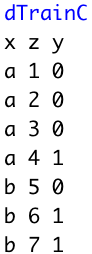 dTrainC
x z y
a 1 0
a 2 0
a 3 0
a 4 1
b 5 0
b 6 1
b 7 1